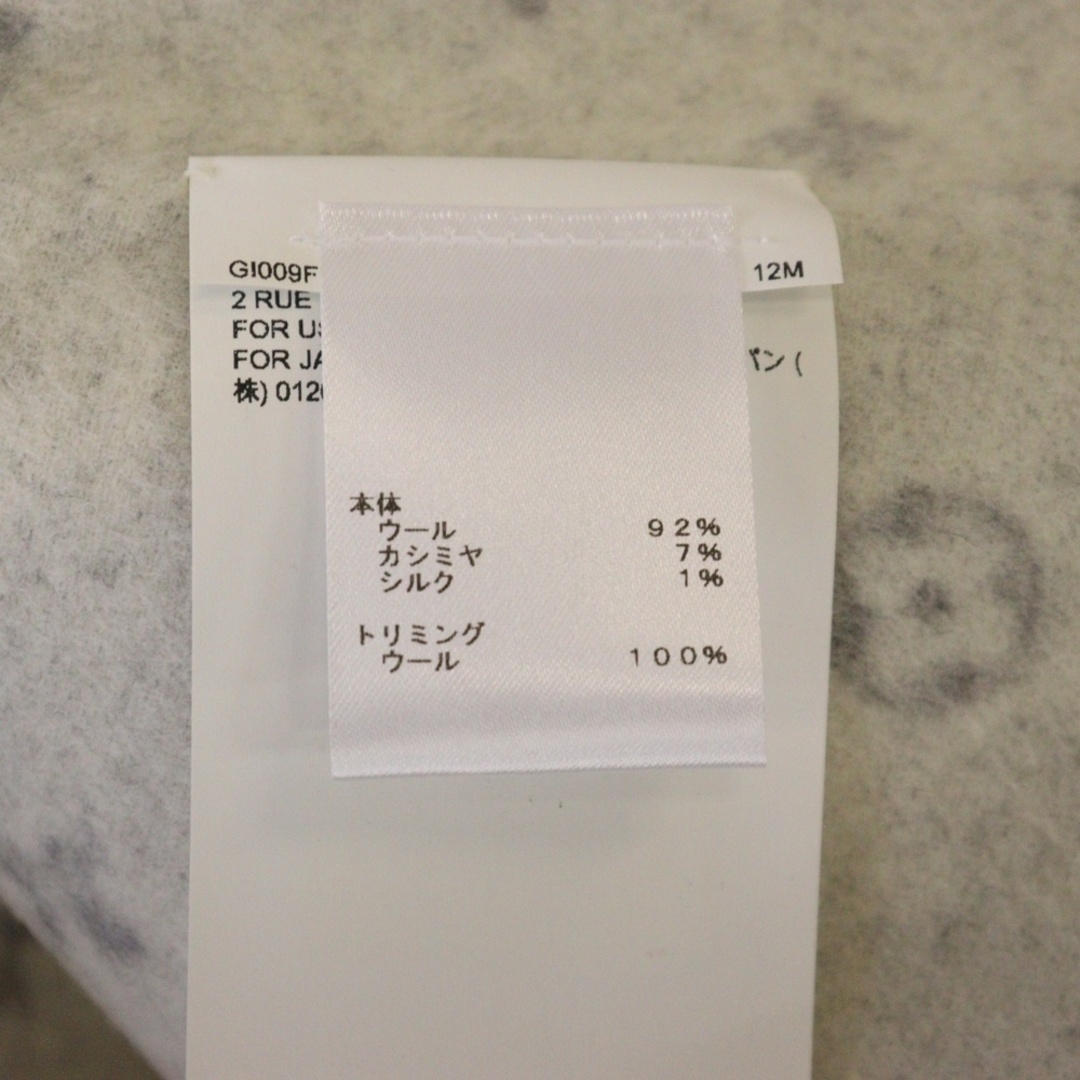 GI009F 12M
2 RUE
FOR US
FOR JA パン (
株) 0120
本体
ウール 92%
カシミヤ 7%
シルク 1%
トリミング
ウール 100%